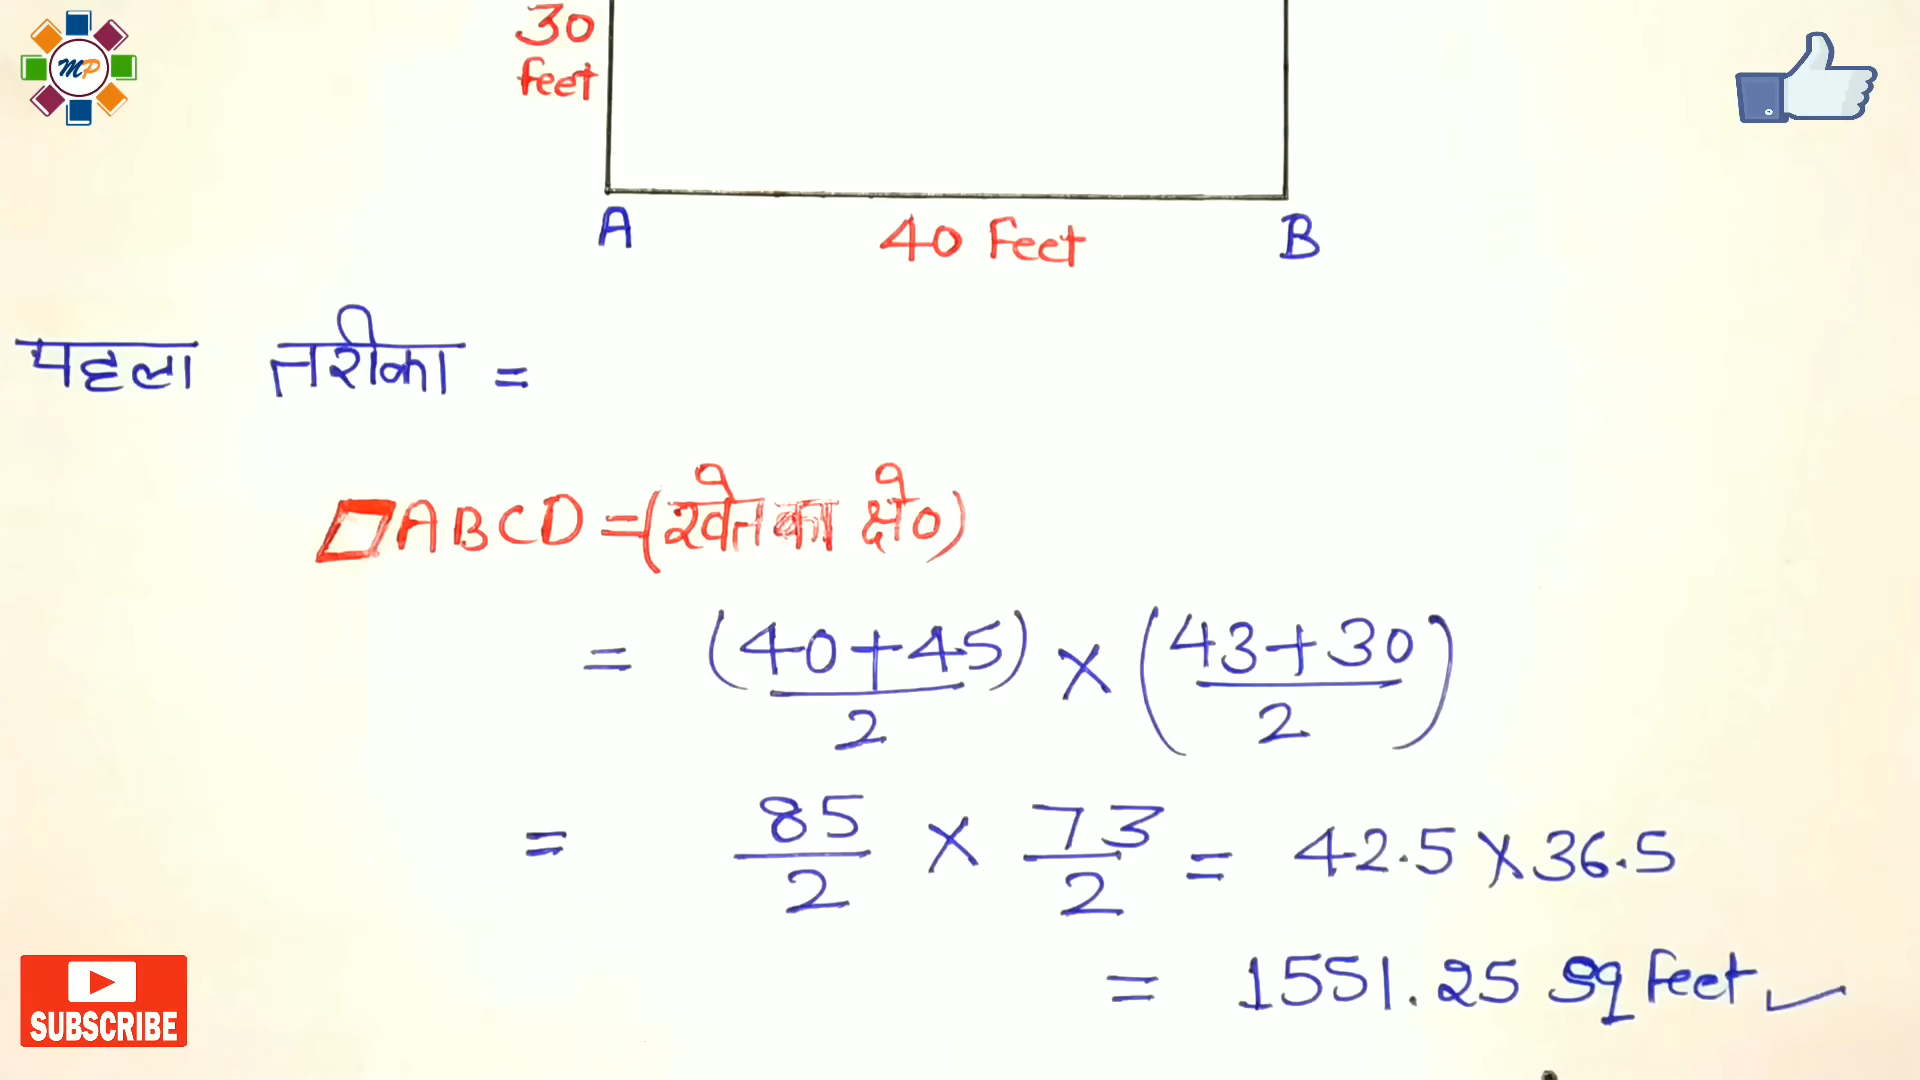 MP
30
feet
A 40 Feet B
पहला तरीका =
▱ABCD = (खेत का क्षे०)
= (40+45)/2 × (43+30)/2
= 85/2 × 73/2 = 42.5 × 36.5
= 1551.25 Sq feet ✓
SUBSCRIBE